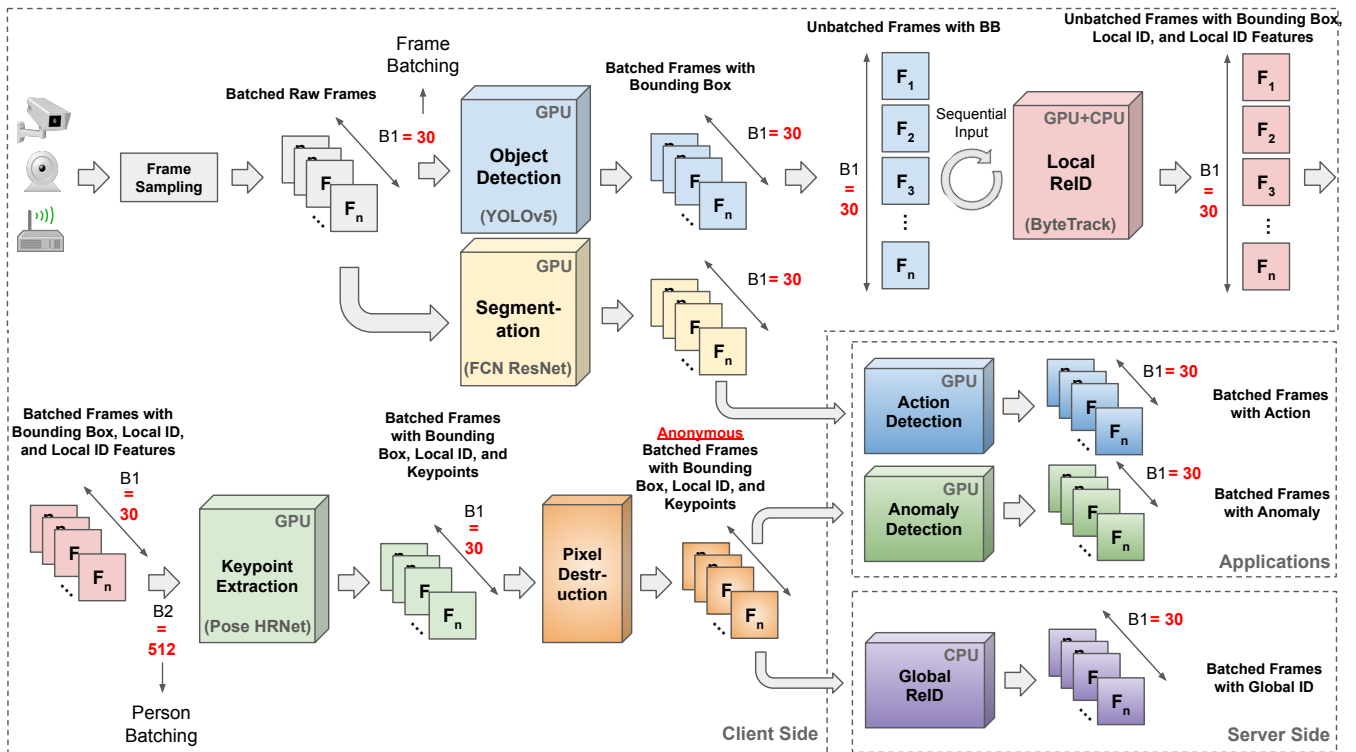 Frame
Batching
Batched Raw Frames
B1 = 30
Frame
Sampling
n
F
F
n
GPU
Object
Detection
(YOLOv5)
Batched Frames with
Bounding Box
B1 = 30
n
F
F
n
Unbatched Frames with BB
B1
=
30
F1
F2
F3
Fn
Sequential
Input
GPU+CPU
Local
ReID
(ByteTrack)
Unbatched Frames with Bounding Box,
Local ID, and Local ID Features
B1
=
30
F1
F2
F3
Fn
GPU
Segment-
ation
(FCN ResNet)
B1 = 30
n
F
Fn
Batched Frames with
Bounding Box, Local ID,
and Local ID Features
B1
=
30
n
F
Fn
B2
=
512
Person
Batching
GPU
Keypoint
Extraction
(Pose HRNet)
Batched Frames
with Bounding
Box, Local ID, and
Keypoints
B1
=
30
n
F
Fn
Pixel
Destr-
uction
Anonymous
Batched Frames
with Bounding
Box, Local ID, and
Keypoints
n
F
Fn
Client Side
GPU
Action
Detection
B1 = 30
n
F
Fn
Batched Frames
with Action
GPU
Anomaly
Detection
B1 = 30
n
F
Fn
Batched Frames
with Anomaly
Applications
CPU
Global
ReID
B1 = 30
n
F
Fn
Batched Frames
with Global ID
Server Side